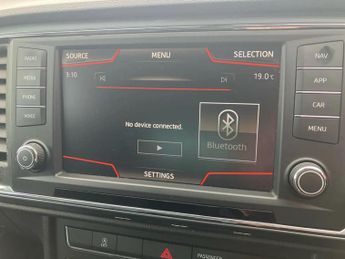 SOURCE
MENU
SELECTION
RADIO
MEDIA
PHONE
VOICE
3:10
19.0°C
No device connected.
Bluetooth
SETTINGS
NAV
APP
CAR
MENU
PASSENGER